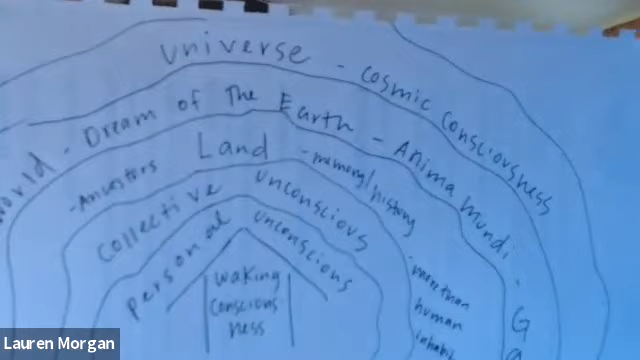 universe - cosmic consciousness
world - Dream of The Earth - Anima Mundi - G
Land
- Ancestors
- memory/history
- more than
human
collective unconscious
personal unconscious
waking
conscious
ness
Lauren Morgan